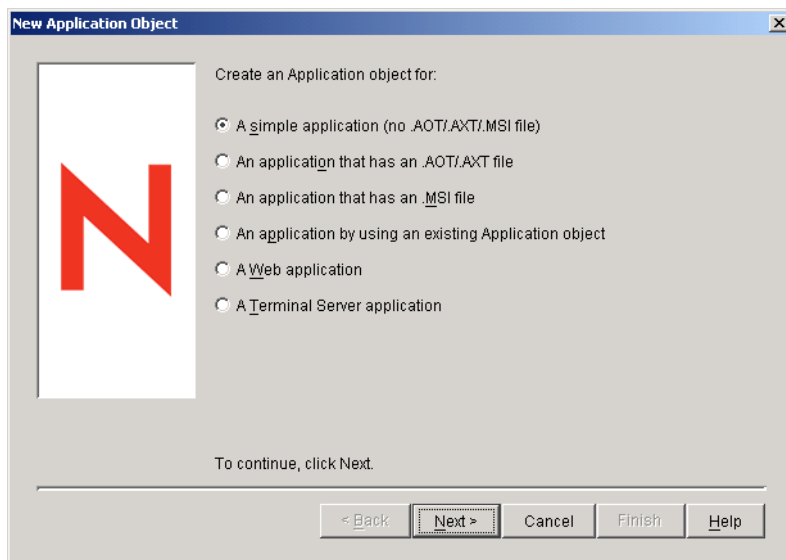 New Application Object
Create an Application object for:
A simple application (no .AOT/.AXT/.MSI file)
An application that has an .AOT/.AXT file
An application that has an .MSI file
An application by using an existing Application object
A Web application
A Terminal Server application
To continue, click Next.
< Back Next > Cancel Finish Help